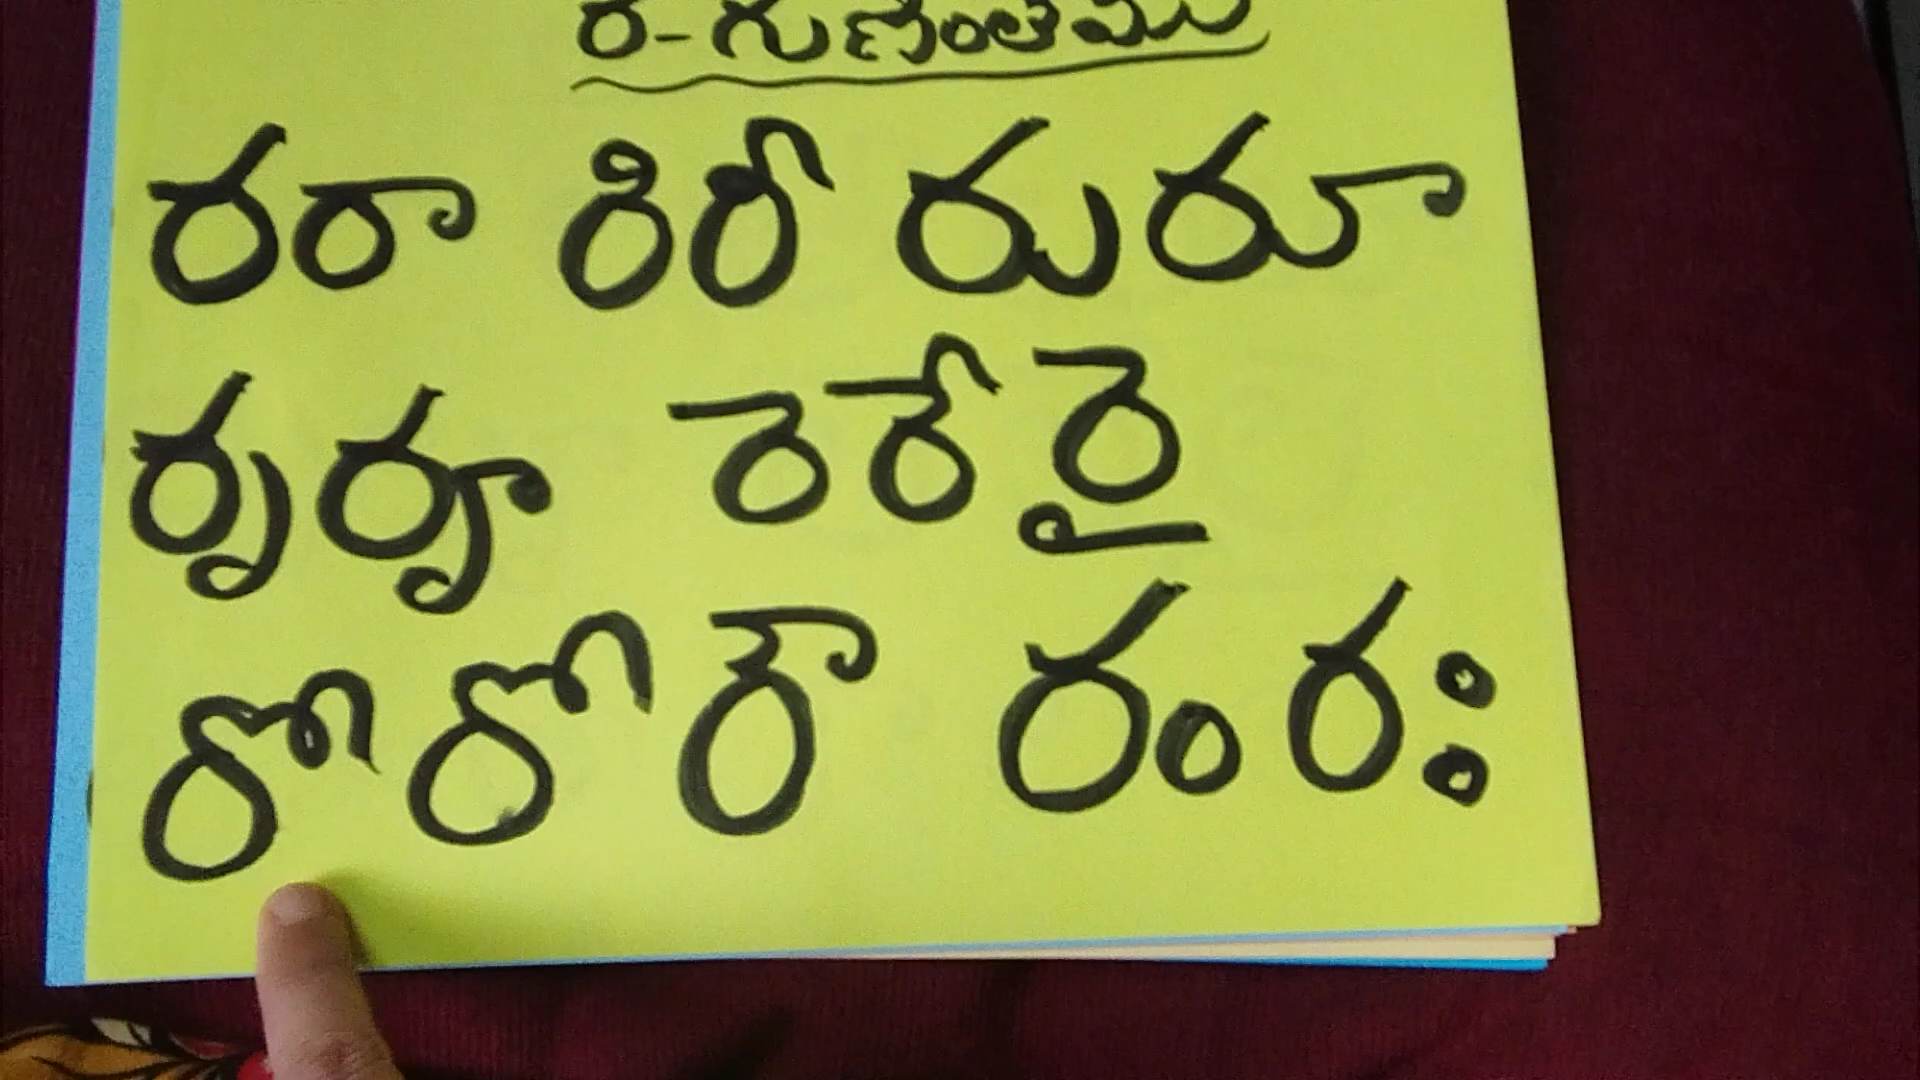 ర-గుణింతము
ర రా రి రీ రు రూ
రృ రౄ రె రే రై
రొ రో రౌ రం రః